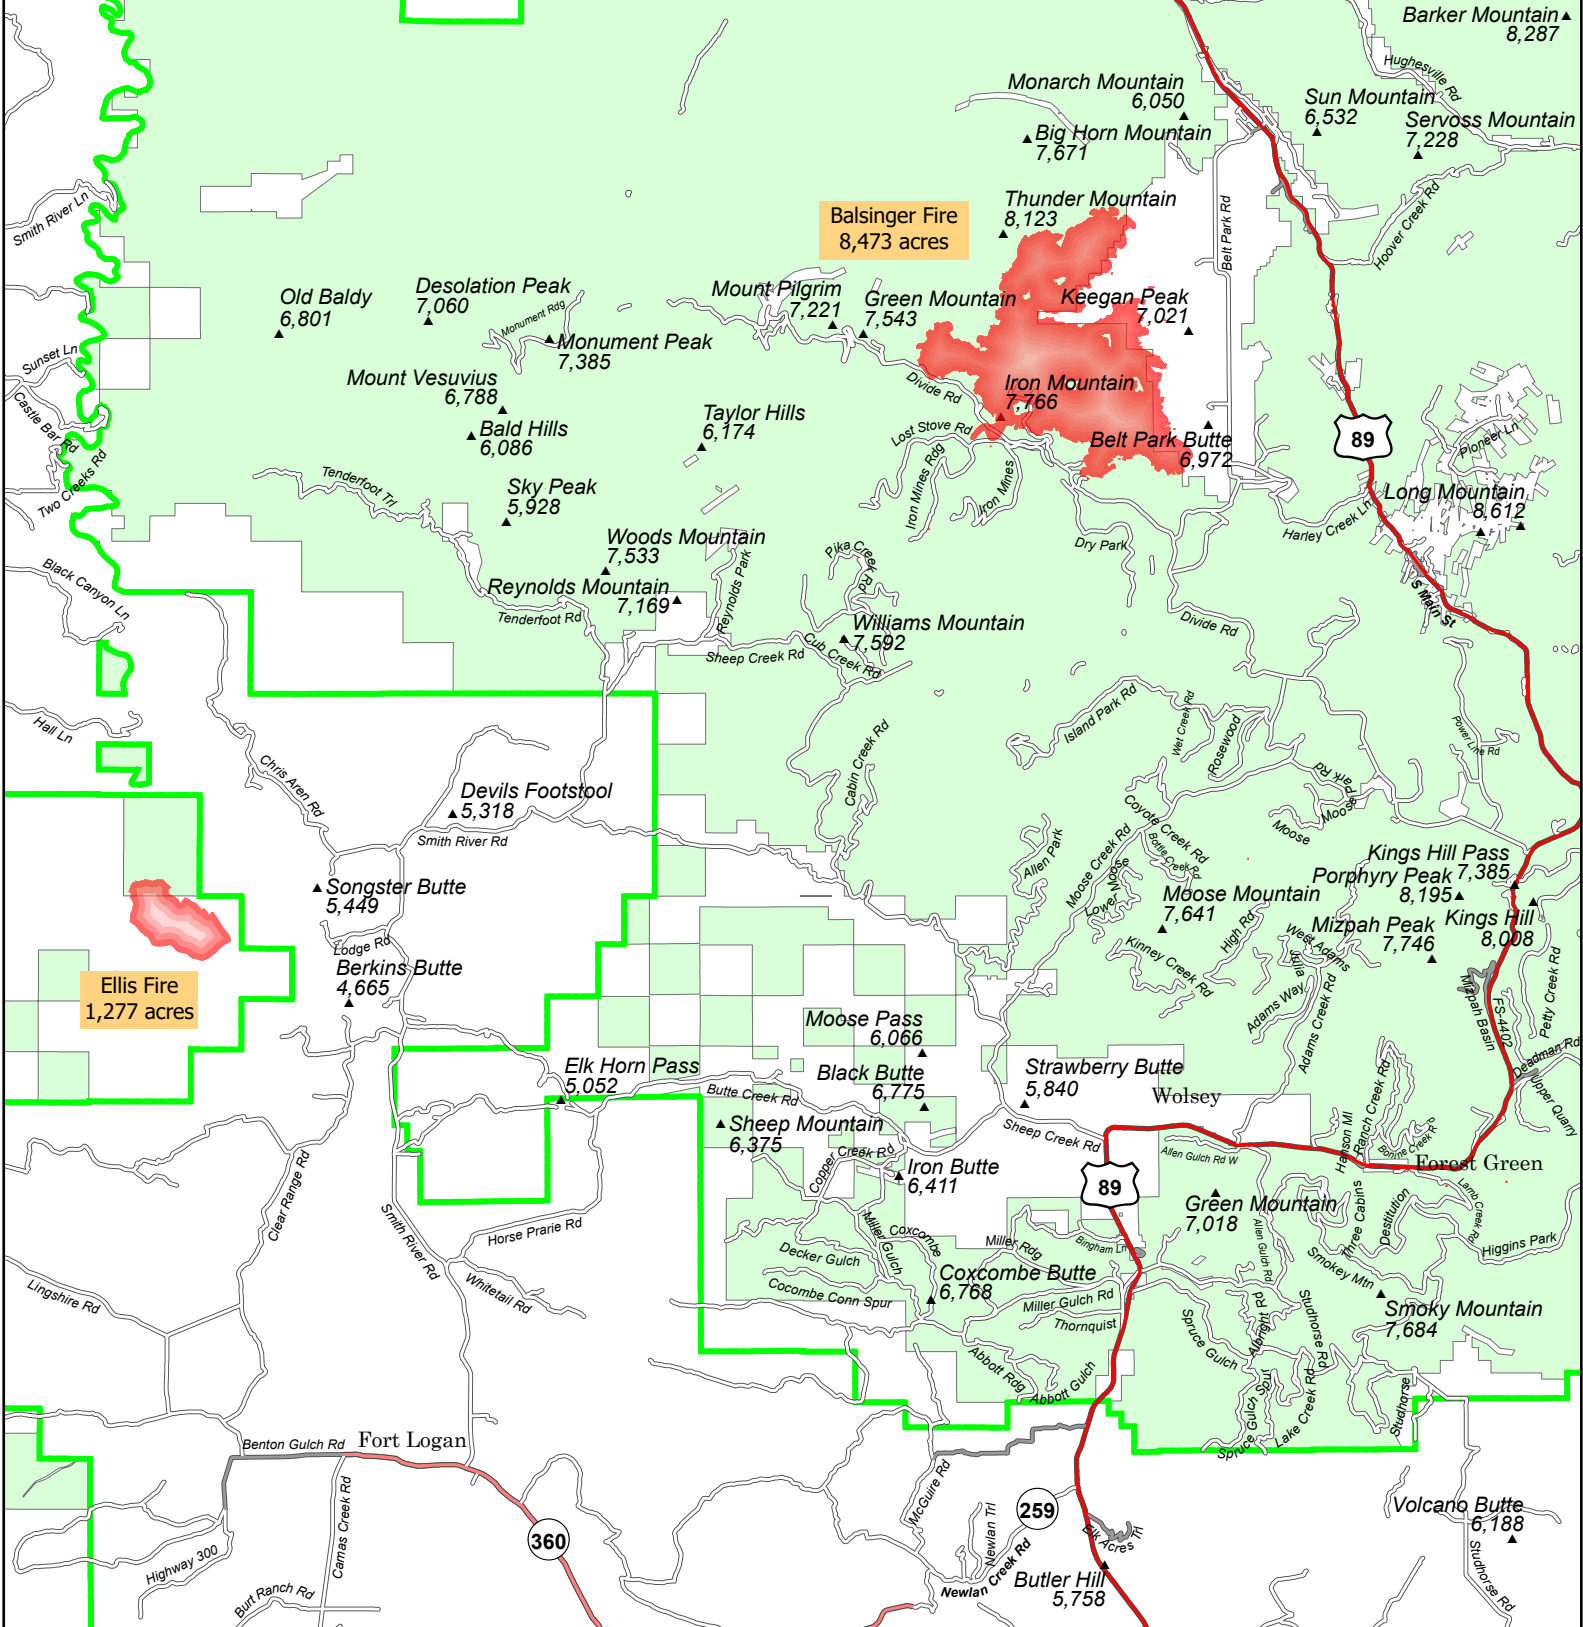 Barker Mountain
8,287
Hughesville Rd
Monarch Mountain
6,050
Sun Mountain
6,532
Servoss Mountain
7,228
Big Horn Mountain
7,671
Smith River Ln
Balsinger Fire
8,473 acres
Thunder Mountain
8,123
Belt Park Rd
Hoover Creek Rd
Old Baldy
6,801
Desolation Peak
7,060
Monument Rdg
Monument Peak
7,385
Mount Pilgrim
7,221
Green Mountain
7,543
Keegan Peak
7,021
Sunset Ln
Castle Bar Rd
Two Creeks Rd
Mount Vesuvius
6,788
Bald Hills
6,086
Taylor Hills
6,174
Divide Rd
Iron Mountain
7,766
Lost Stove Rd
Iron Mines Rdg
Iron Mines
Belt Park Butte
6,972
89
Pioneer Ln
Tenderfoot Trl
Sky Peak
5,928
Long Mountain
8,612
Harley Creek Ln
Dry Park
Woods Mountain
7,533
Reynolds Mountain
7,169
Reynolds Park
Pika Creek Rd
Black Canyon Ln
Tenderfoot Rd
S Main St
Divide Rd
Williams Mountain
7,592
Cub Creek Rd
Sheep Creek Rd
Hall Ln
Island Park Rd
Wet Creek Rd
Rosewood
Power Line Rd
Chris Aren Rd
Cabin Creek Rd
Devils Footstool
5,318
Smith River Rd
Moose Park Rd
Moose
Moose
Coyote Creek Rd
Bottle Creek Rd
Allen Park
Moose Creek Rd
Lower Moose
Kings Hill Pass
7,385
Porphyry Peak
8,195
Songster Butte
5,449
Moose Mountain
7,641
High Rd
West Adams
Mizpah Peak
7,746
Kings Hill
8,008
Lodge Rd
Berkins Butte
4,665
Kinney Creek Rd
Julia
Adams Way
Adams Creek Rd
Mizpah Basin
FS-4402
Petty Creek Rd
Ellis Fire
1,277 acres
Moose Pass
6,066
Elk Horn Pass
5,052
Butte Creek Rd
Black Butte
6,775
Strawberry Butte
5,840
Wolsey
Deadman Rd
Upper Quarry
Sheep Mountain
6,375
Sheep Creek Rd
Hanson Ml
Ranch Creek Rd
Bonine Creek R
Allen Gulch Rd W
Forest Green
Copper Creek Rd
Iron Butte
6,411
89
Clear Range Rd
Smith River Rd
Horse Prarie Rd
Green Mountain
7,018
Three Cabins
Destitution
Lamb Creek Rd
Higgins Park
Miller Gulch
Coxcombe
Decker Gulch
Miller Rdg
Bingham Ln
Allen Gulch Rd
Smokey Mtn
Whitetail Rd
Lingshire Rd
Cocombe Conn Spur
Coxcombe Butte
6,768
Miller Gulch Rd
Thornquist
Smoky Mountain
7,684
Spruce Gulch
Albright Rd
Studhorse Rd
Abbott Rdg
Abbott Gulch
Spruce Gulch Spur
Lake Creek Rd
Studhorse
Benton Gulch Rd
Fort Logan
Camas Creek Rd
McGuire Rd
259
Newlan Trl
Newlan Creek Rd
Elk Acres Trl
Volcano Butte
6,188
360
Highway 300
Burt Ranch Rd
Butler Hill
5,758
Studhorse Rd